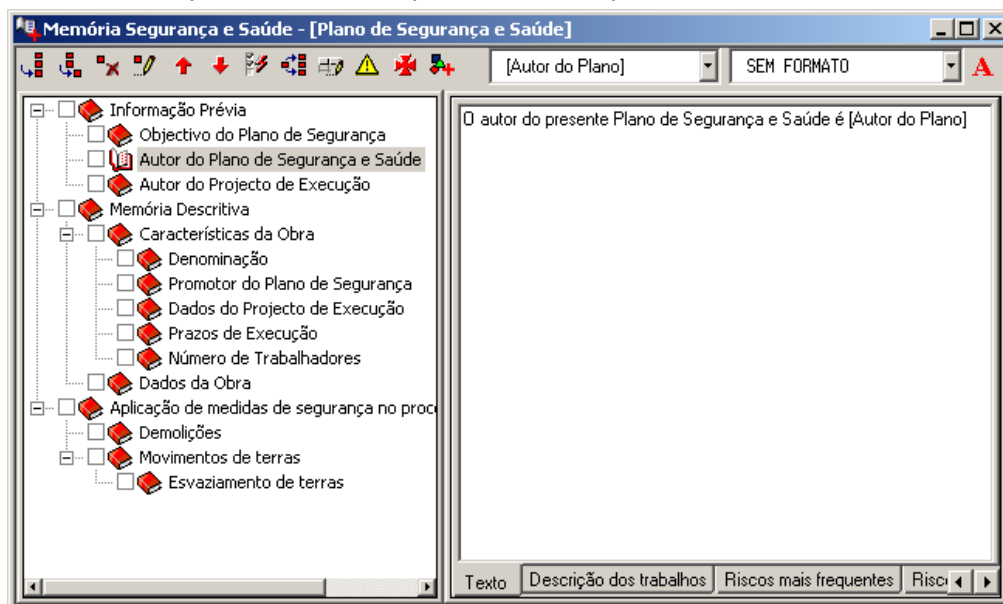 Memória Segurança e Saúde - [Plano de Segurança e Saúde]
[Autor do Plano] SEM FORMATO A
Informação Prévia
Objectivo do Plano de Segurança
Autor do Plano de Segurança e Saúde
Autor do Projecto de Execução
Memória Descritiva
Características da Obra
Denominação
Promotor do Plano de Segurança
Dados do Projecto de Execução
Prazos de Execução
Número de Trabalhadores
Dados da Obra
Aplicação de medidas de segurança no proc
Demolições
Movimentos de terras
Esvaziamento de terras
O autor do presente Plano de Segurança e Saúde é [Autor do Plano]
Texto Descrição dos trabalhos Riscos mais frequentes Risc